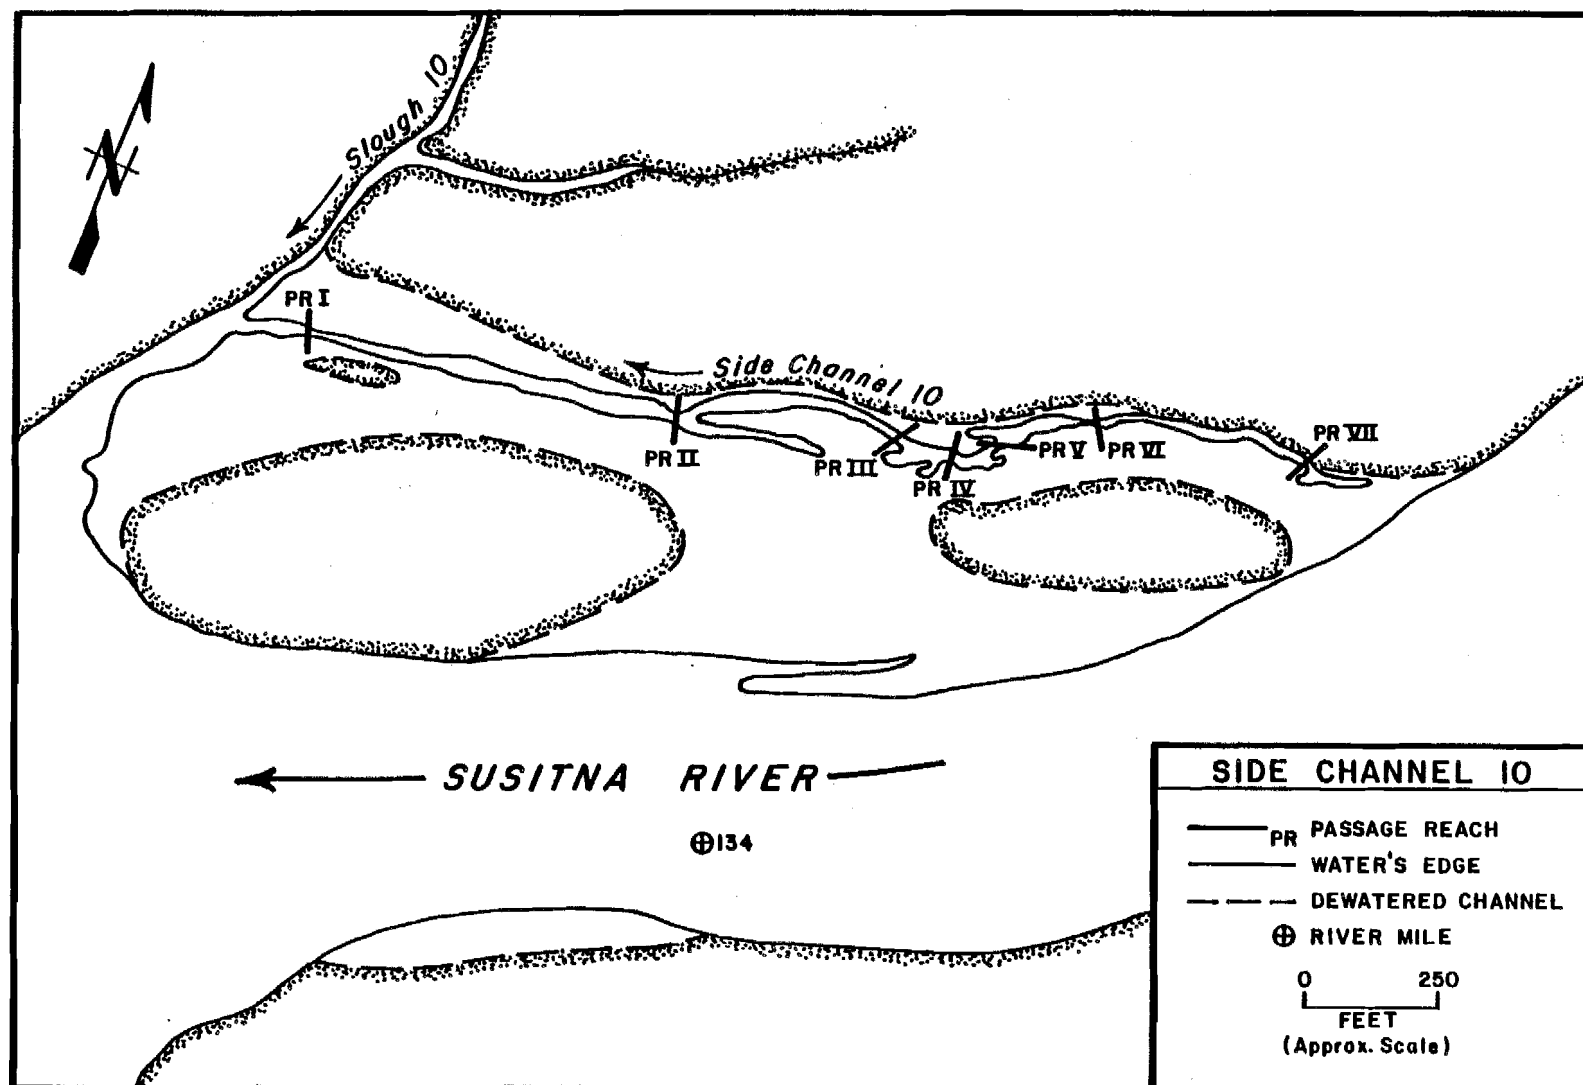 Slough 10
N
PR I
Side Channel 10
PR II
PR III
PR IV
PR V
PR VI
PR VII
SUSITNA RIVER
⊕134
SIDE CHANNEL 10
PR PASSAGE REACH
WATER'S EDGE
DEWATERED CHANNEL
⊕ RIVER MILE
0 250
FEET
(Approx. Scale)